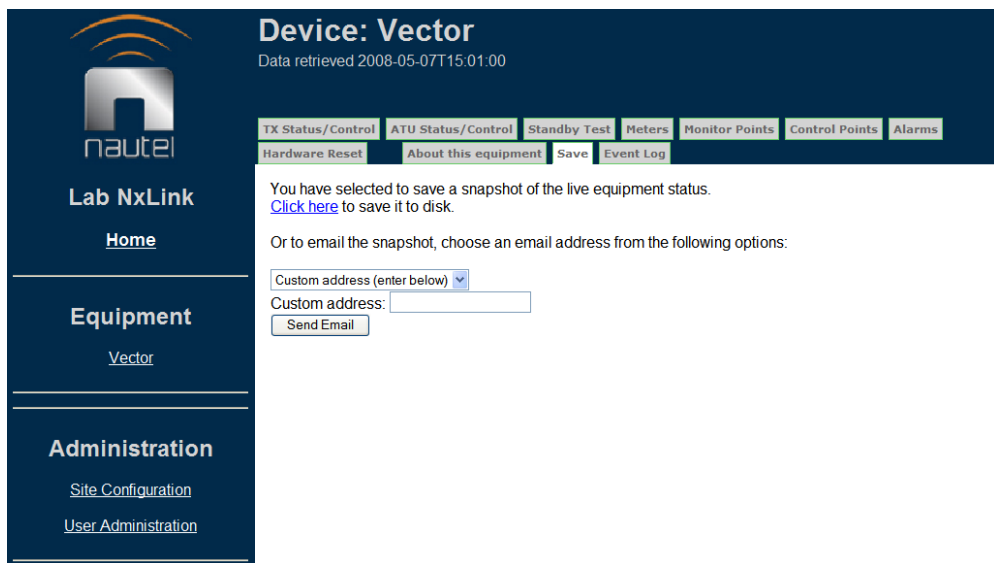 nautel
Lab NxLink
Home
Equipment
Vector
Administration
Site Configuration
User Administration
Device: Vector
Data retrieved 2008-05-07T15:01:00
TX Status/Control ATU Status/Control Standby Test Meters Monitor Points Control Points Alarms
Hardware Reset About this equipment Save Event Log
You have selected to save a snapshot of the live equipment status.
Click here to save it to disk.
Or to email the snapshot, choose an email address from the following options:
Custom address (enter below)
Custom address:
Send Email